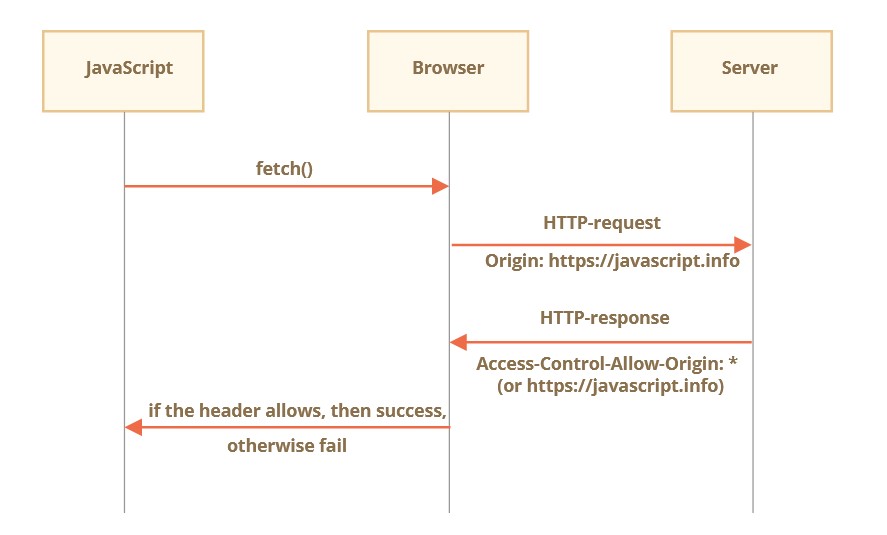 JavaScript
Browser
Server
fetch()
HTTP-request
Origin: https://javascript.info
HTTP-response
Access-Control-Allow-Origin: *
(or https://javascript.info)
if the header allows, then success,
otherwise fail